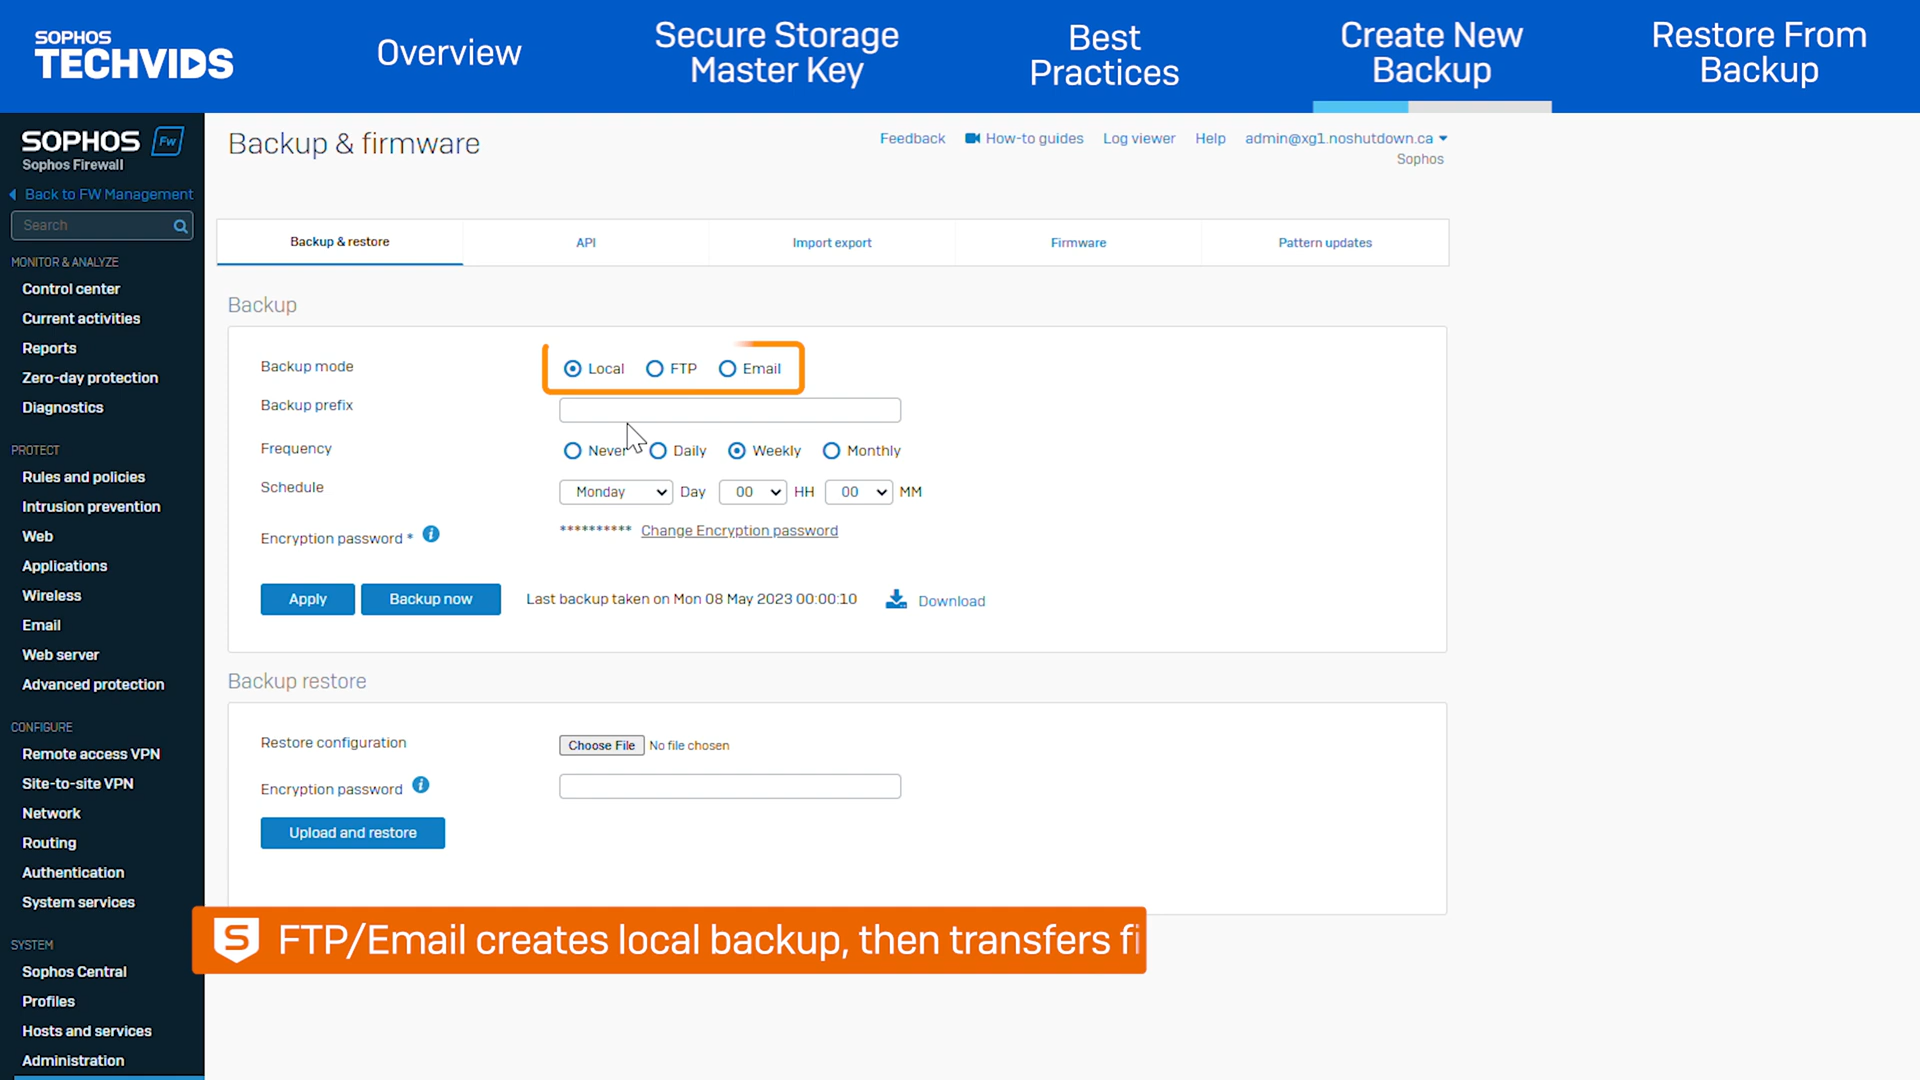 SOPHOS
TECHVIDS
Overview
Secure Storage
Master Key
Best
Practices
Create New
Backup
Restore From
Backup
SOPHOS Fw
Sophos Firewall
Back to FW Management
Search
MONITOR & ANALYZE
Control center
Current activities
Reports
Zero-day protection
Diagnostics
PROTECT
Rules and policies
Intrusion prevention
Web
Applications
Wireless
Email
Web server
Advanced protection
CONFIGURE
Remote access VPN
Site-to-site VPN
Network
Routing
Authentication
System services
SYSTEM
Sophos Central
Profiles
Hosts and services
Administration
Backup & firmware
Feedback How-to guides Log viewer Help admin@xg1.noshutdown.ca
Sophos
Backup & restore API Import export Firmware Pattern updates
Backup
Backup mode Local FTP Email
Backup prefix
Frequency Never Daily Weekly Monthly
Schedule Monday Day 00 HH 00 MM
Encryption password * i ********** Change Encryption password
Apply Backup now Last backup taken on Mon 08 May 2023 00:00:10 Download
Backup restore
Restore configuration Choose File No file chosen
Encryption password i
Upload and restore
S FTP/Email creates local backup, then transfers fi